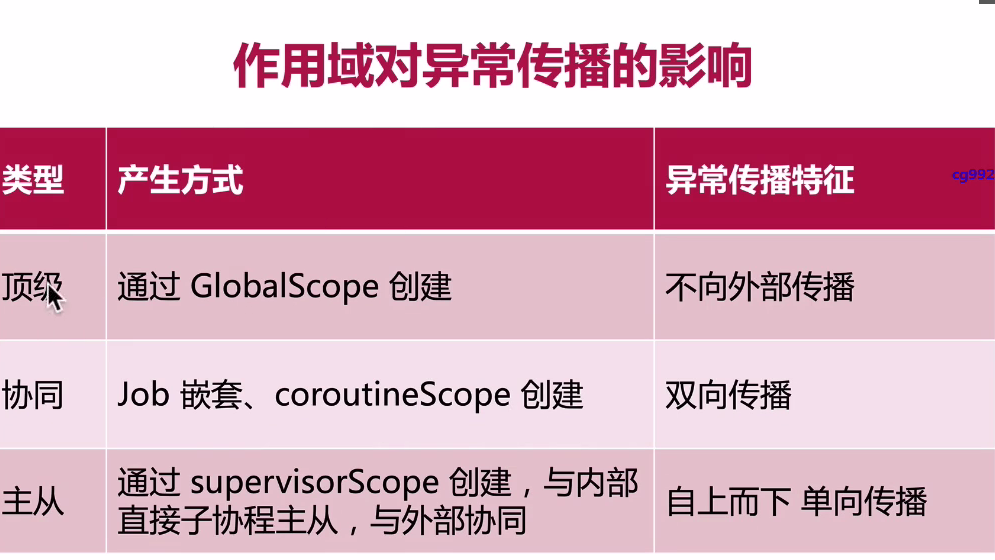 作用域对异常传播的影响
类型 产生方式 异常传播特征
cg992
顶级 通过 GlobalScope 创建 不向外部传播
协同 Job 嵌套、coroutineScope 创建 双向传播
主从 通过 supervisorScope 创建，与内部
直接子协程主从，与外部协同 自上而下 单向传播